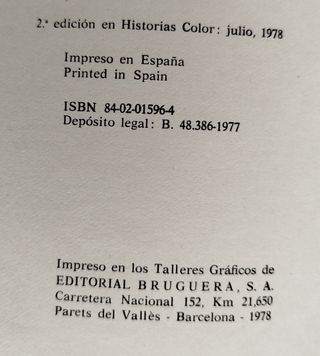 2.ª edición en Historias Color: julio, 1978
Impreso en España
Printed in Spain
ISBN 84-02-01596-4
Depósito legal: B. 48.386-1977
Impreso en los Talleres Gráficos de
EDITORIAL BRUGUERA, S. A.
Carretera Nacional 152, Km 21,650
Parets del Vallès - Barcelona - 1978